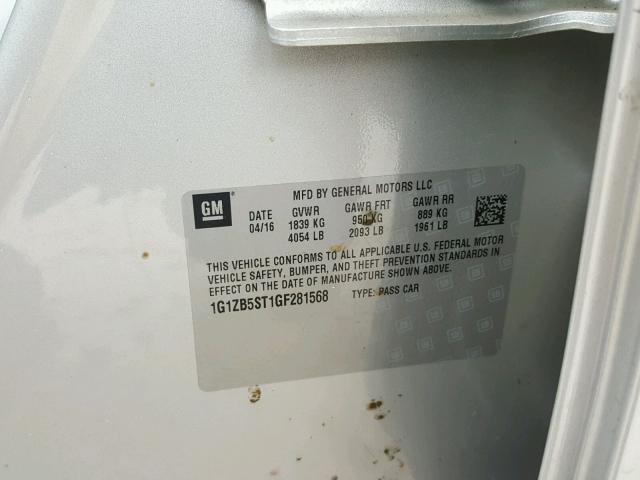 MFD BY GENERAL MOTORS LLC
GM
DATE GVWR GAWR FRT GAWR RR
04/16 1839 KG 950 KG 889 KG
4054 LB 2093 LB 1961 LB
THIS VEHICLE CONFORMS TO ALL APPLICABLE U.S. FEDERAL MOTOR
VEHICLE SAFETY, BUMPER, AND THEFT PREVENTION STANDARDS IN
EFFECT ON THE DATE OF MANUFACTURE SHOWN ABOVE.
1G1ZB5ST1GF281568 TYPE: PASS CAR